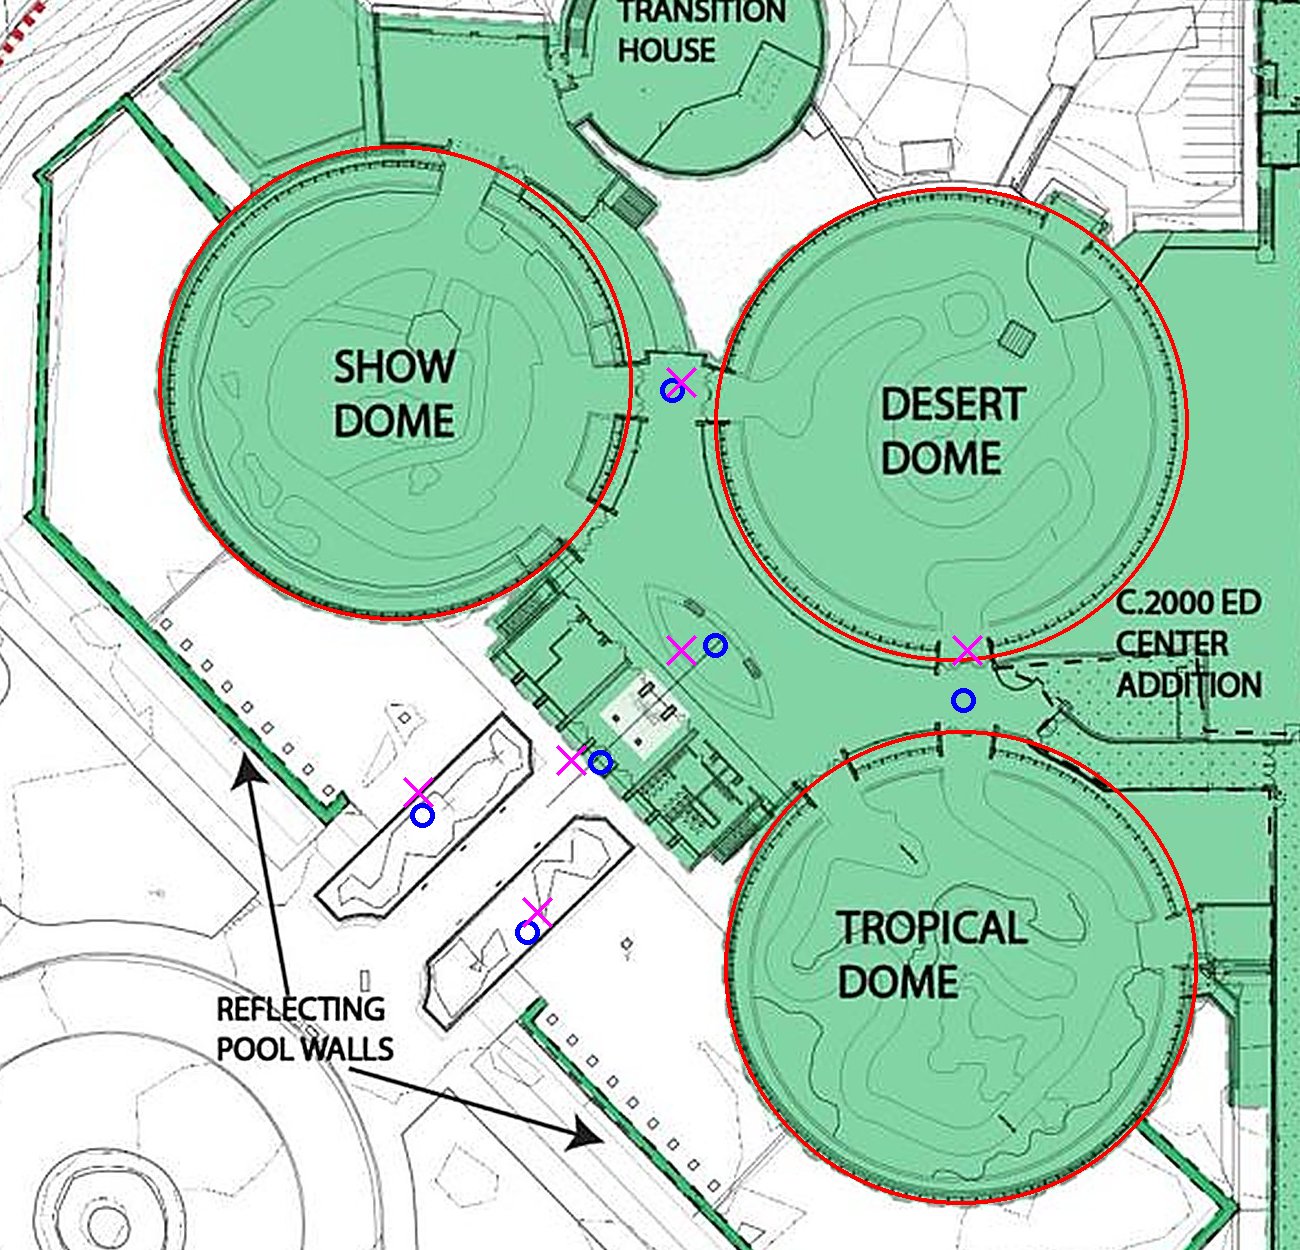 TRANSITION
HOUSE
SHOW
DOME
DESERT
DOME
C.2000 ED
CENTER
ADDITION
TROPICAL
DOME
REFLECTING
POOL WALLS